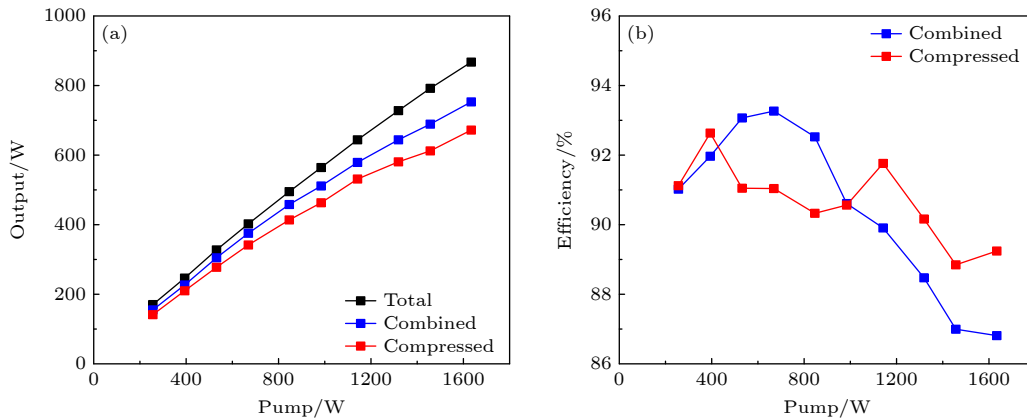 (a)
1000
800
600
400
200
0
Output/W
Total
Combined
Compressed
0 400 800 1200 1600
Pump/W
(b)
96
94
92
90
88
86
Efficiency/%
Combined
Compressed
0 400 800 1200 1600
Pump/W